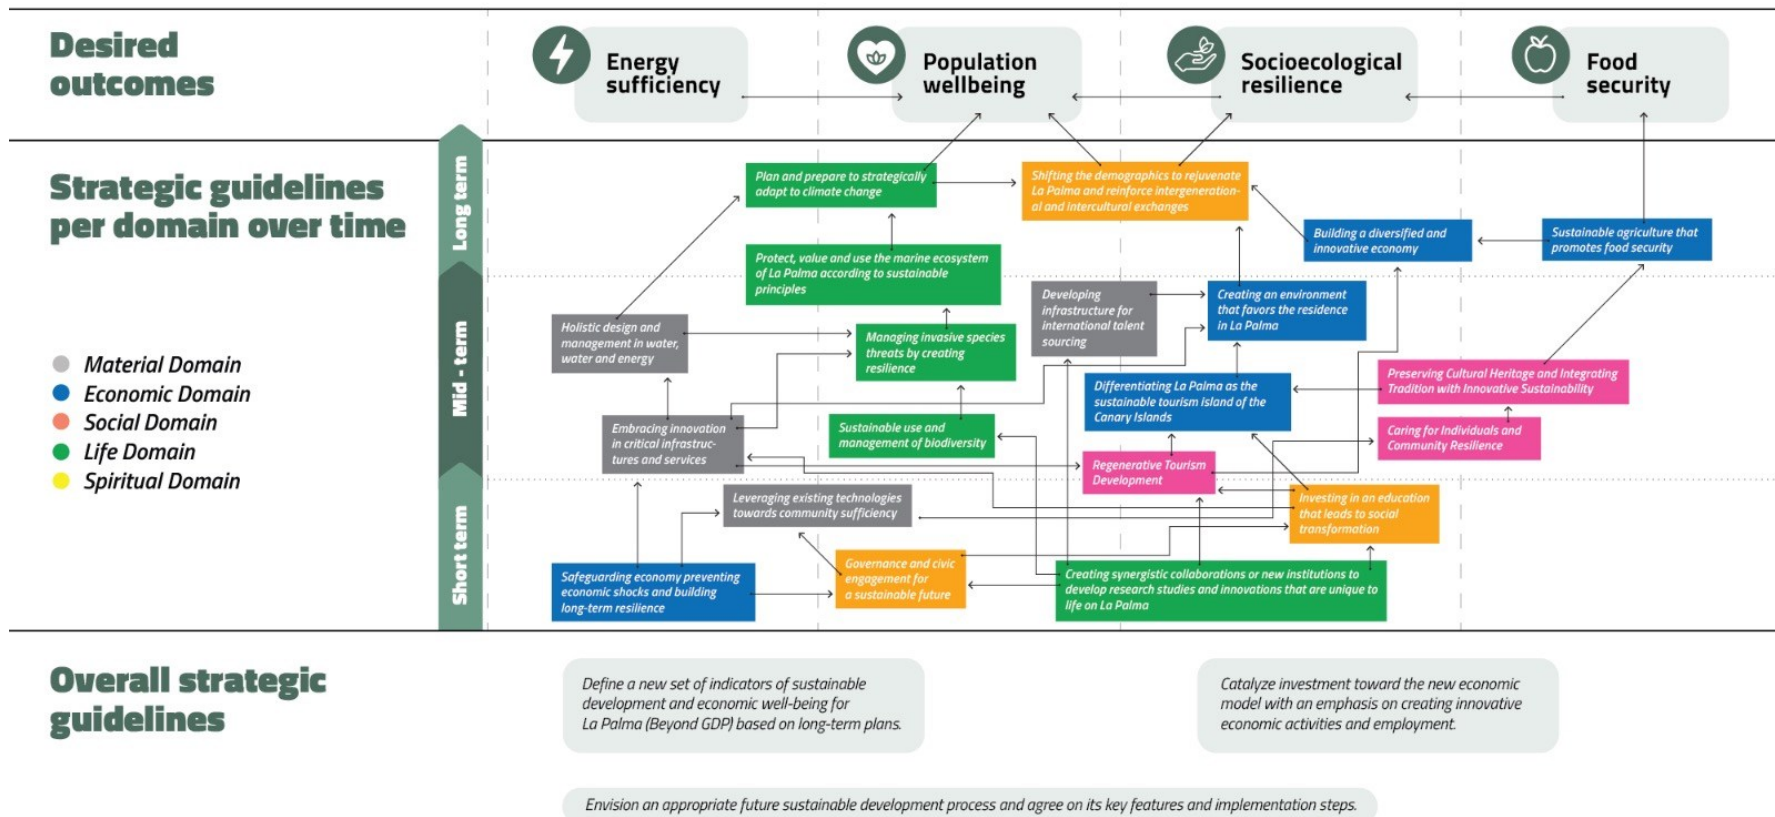 Desired
outcomes
Energy
sufficiency
Population
wellbeing
Socioecological
resilience
Food
security
Strategic guidelines
per domain over time
Long term
Mid - term
Short term
Material Domain
Economic Domain
Social Domain
Life Domain
Spiritual Domain
Plan and prepare to strategically
adapt to climate change
Shifting the demographics to rejuvenate
La Palma and reinforce intergeneration-
al and Intercultural exchanges
Building a diversified and
innovative economy
Sustainable agriculture that
promotes food security
Protect, value and use the marine ecosystem
of La Palma according to sustainable
principles
Developing
infrastructure for
international talent
sourcing
Creating an environment
that favors the residence
in La Palma
Holistic design and
management in water,
water and energy
Managing invasive species
threats by creating
resilience
Differentiating La Palma as the
sustainable tourism island of the
Canary Islands
Preserving Cultural Heritage and Integrating
Tradition with Innovative Sustainability
Embracing innovation
in critical infrastruc-
tures and services
Sustainable use and
management of biodiversity
Caring for Individuals and
Community Resilience
Regenerative Tourism
Development
Leveraging existing technologies
towards community sufficiency
Investing in an education
that leads to social
transformation
Safeguarding economy preventing
economic shocks and building
long-term resilience
Governance and civic
engagement for
a sustainable future
Creating synergistic collaborations or new institutions to
develop research studies and innovations that are unique to
life on La Palma
Overall strategic
guidelines
Define a new set of indicators of sustainable
development and economic well-being for
La Palma (Beyond GDP) based on long-term plans.
Catalyze investment toward the new economic
model with an emphasis on creating innovative
economic activities and employment.
Envision an appropriate future sustainable development process and agree on its key features and implementation steps.